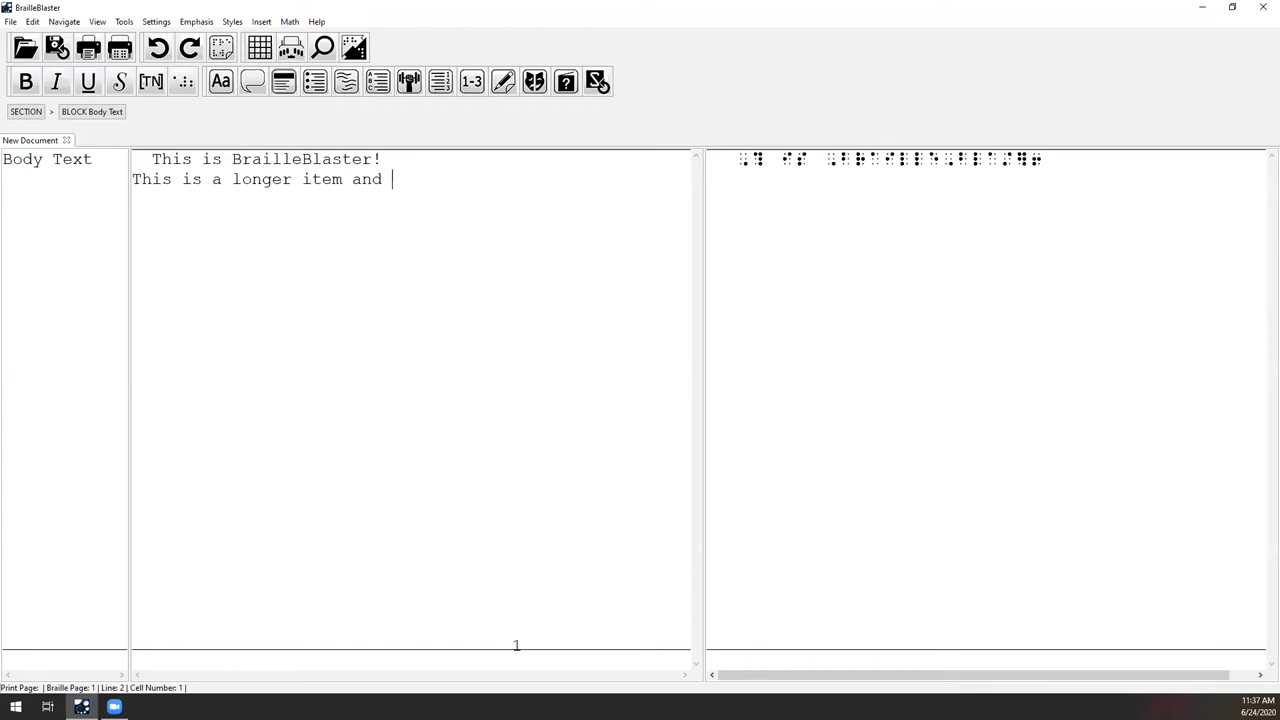 BrailleBlaster
File Edit Navigate View Tools Settings Emphasis Styles Insert Math Help
B I U S [TN] Aa A B C 1-3 ?
SECTION > BLOCK Body Text
New Document
Body Text
This is BrailleBlaster!
This is a longer item and
⠠⠹ ⠊⠎ ⠠⠃⠗⠁⠊⠇⠇⠑⠠⠃⠇⠁⠌⠻⠖
1
Print Page: | Braille Page: 1 | Line: 2 | Cell Number: 1 |
11:37 AM
6/24/2020